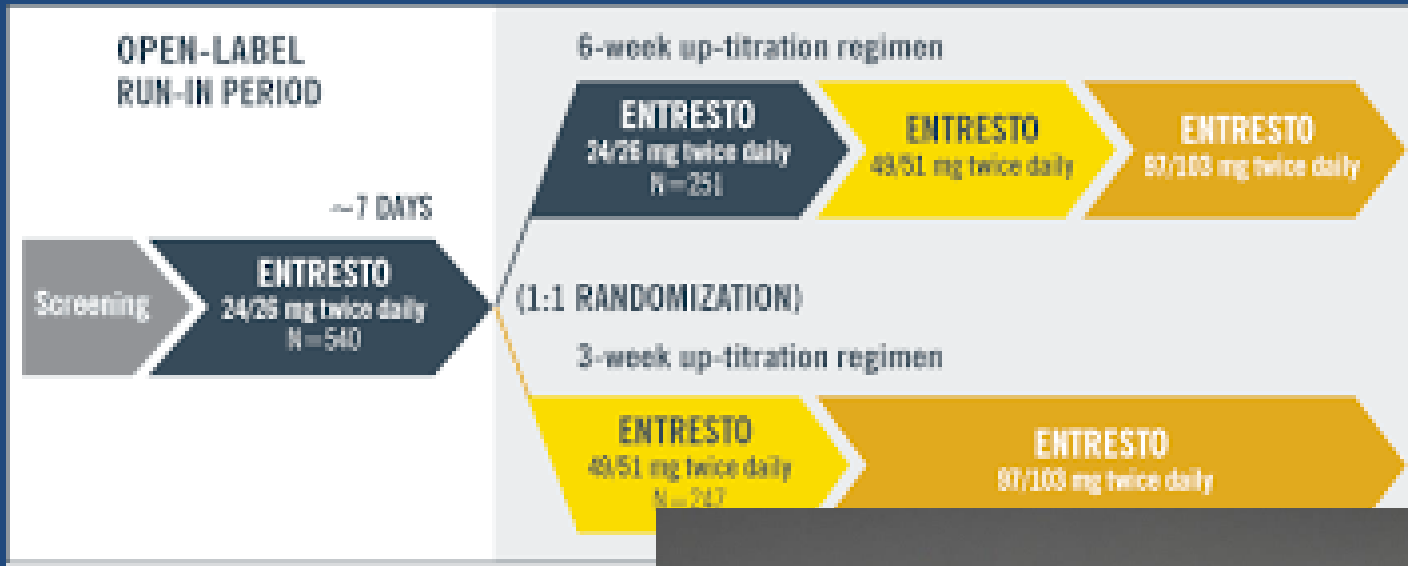 OPEN-LABEL
RUN-IN PERIOD
~7 DAYS
Screening
ENTRESTO
24/26 mg twice daily
N=540
(1:1 RANDOMIZATION)
6-week up-titration regimen
ENTRESTO
24/26 mg twice daily
N=251
ENTRESTO
49/51 mg twice daily
ENTRESTO
97/103 mg twice daily
3-week up-titration regimen
ENTRESTO
49/51 mg twice daily
N=247
ENTRESTO
97/103 mg twice daily